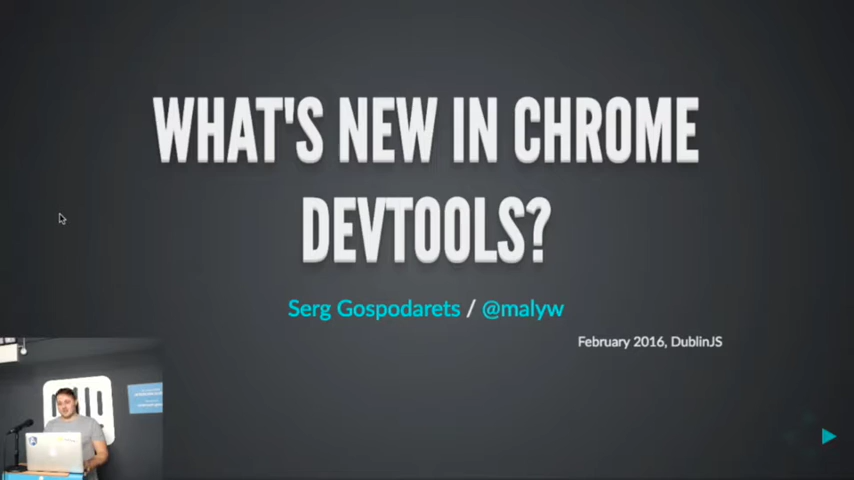 WHAT'S NEW IN CHROME
DEVTOOLS?
Serg Gospodarets / @malyw
February 2016, DublinJS